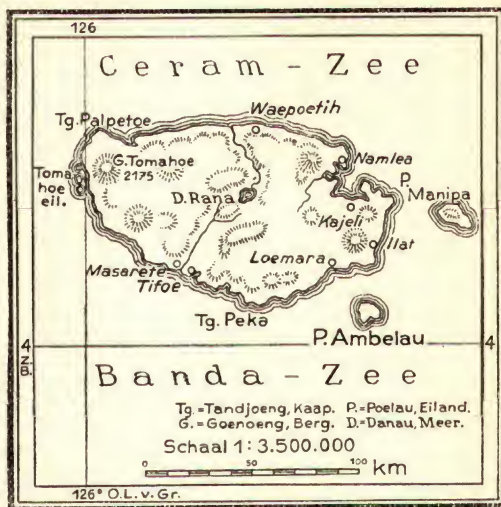 126
Ceram-Zee
Waepoetih
Tg. Palpetoe
G. Tomahoe
2175
Namlea
Toma
hoe
eil.
D. Rana
P.
Manipa
Kajeli
Ilat
Loemara
Masarete
Tifoe
Tg. Peka
P. Ambelau
4
Z.
B.
4
Banda-Zee
Tg.=Tandjoeng, Kaap. P.=Poelau, Eiland.
G.=Goenoeng, Berg. D.=Danau, Meer.
Schaal 1:3.500.000
0 50 100 km
126° O.L.v.Gr.